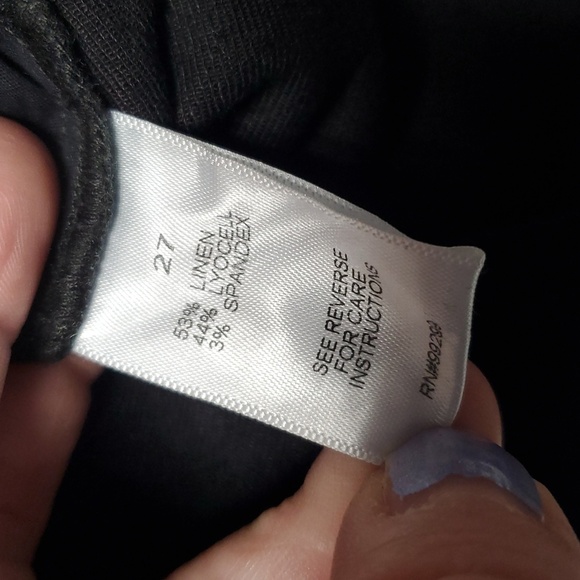 27
53% LINEN
44% LYOCELL
3% SPANDEX
SEE REVERSE
FOR CARE
INSTRUCTIONS